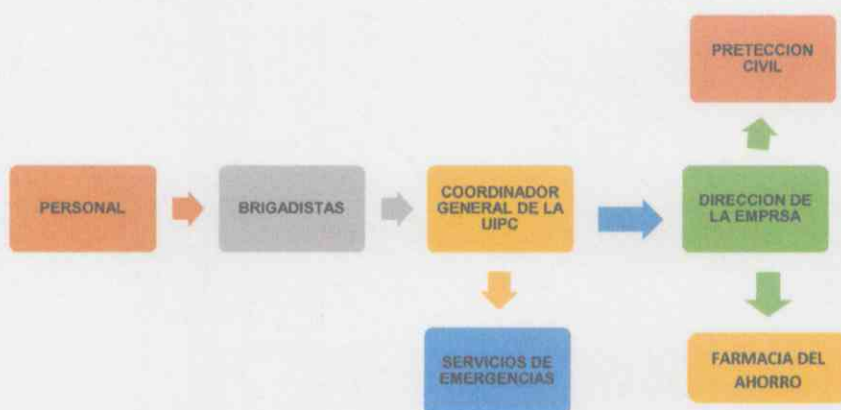 PRETECCION
CIVIL
PERSONAL
BRIGADISTAS
COORDINADOR
GENERAL DE LA
UIPC
DIRECCION DE
LA EMPRSA
SERVICIOS DE
EMERGENCIAS
FARMACIA DEL
AHORRO